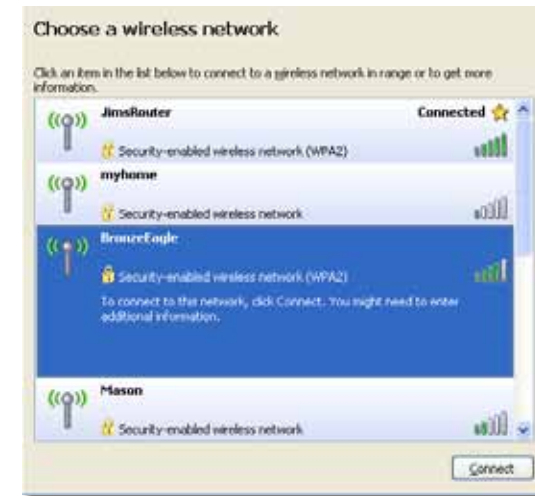 Choose a wireless network
Click an item in the list below to connect to a wireless network in range or to get more
information.
JimsRouter Connected
Security-enabled wireless network (WPA2)
myhome
Security-enabled wireless network
BronzeEagle
Security-enabled wireless network (WPA2)
To connect to this network, click Connect. You might need to enter
additional information.
Mason
Security-enabled wireless network
Connect